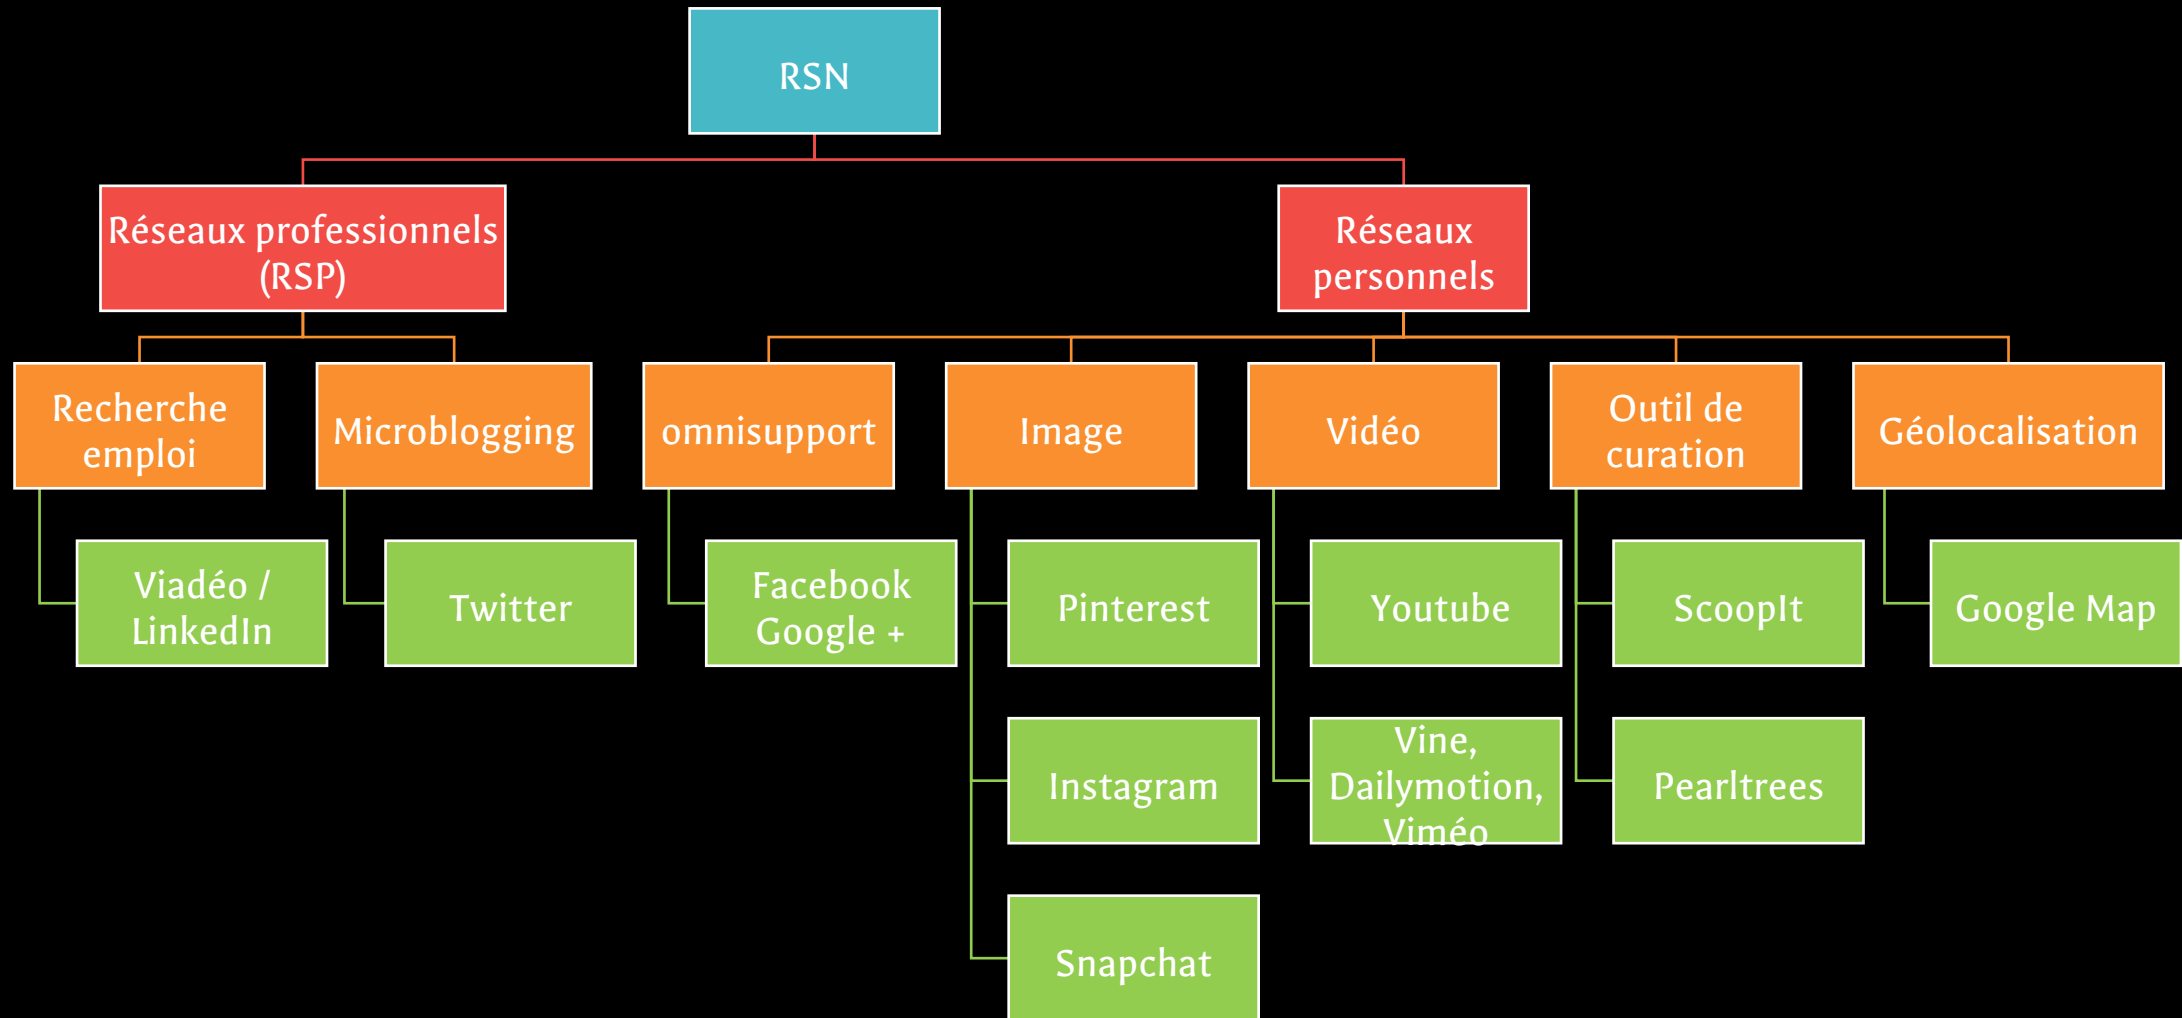 RSN
Réseaux professionnels
(RSP)
Réseaux
personnels
Recherche
emploi
Microblogging
omnisupport
Image
Vidéo
Outil de
curation
Géolocalisation
Viadéo /
LinkedIn
Twitter
Facebook
Google +
Pinterest
Youtube
ScoopIt
Google Map
Instagram
Vine,
Dailymotion,
Viméo
Pearltrees
Snapchat